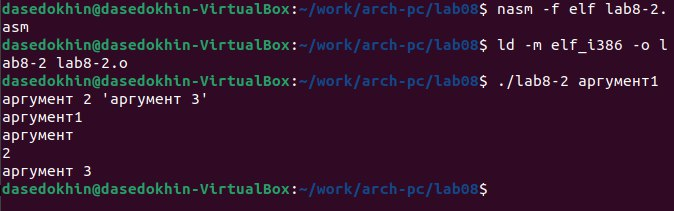 dasedokhin@dasedokhin-VirtualBox:~/work/arch-pc/lab08$ nasm -f elf lab8-2.
asm
dasedokhin@dasedokhin-VirtualBox:~/work/arch-pc/lab08$ ld -m elf_i386 -o l
ab8-2 lab8-2.o
dasedokhin@dasedokhin-VirtualBox:~/work/arch-pc/lab08$ ./lab8-2 аргумент1
аргумент 2 'аргумент 3'
аргумент1
аргумент
2
аргумент 3
dasedokhin@dasedokhin-VirtualBox:~/work/arch-pc/lab08$